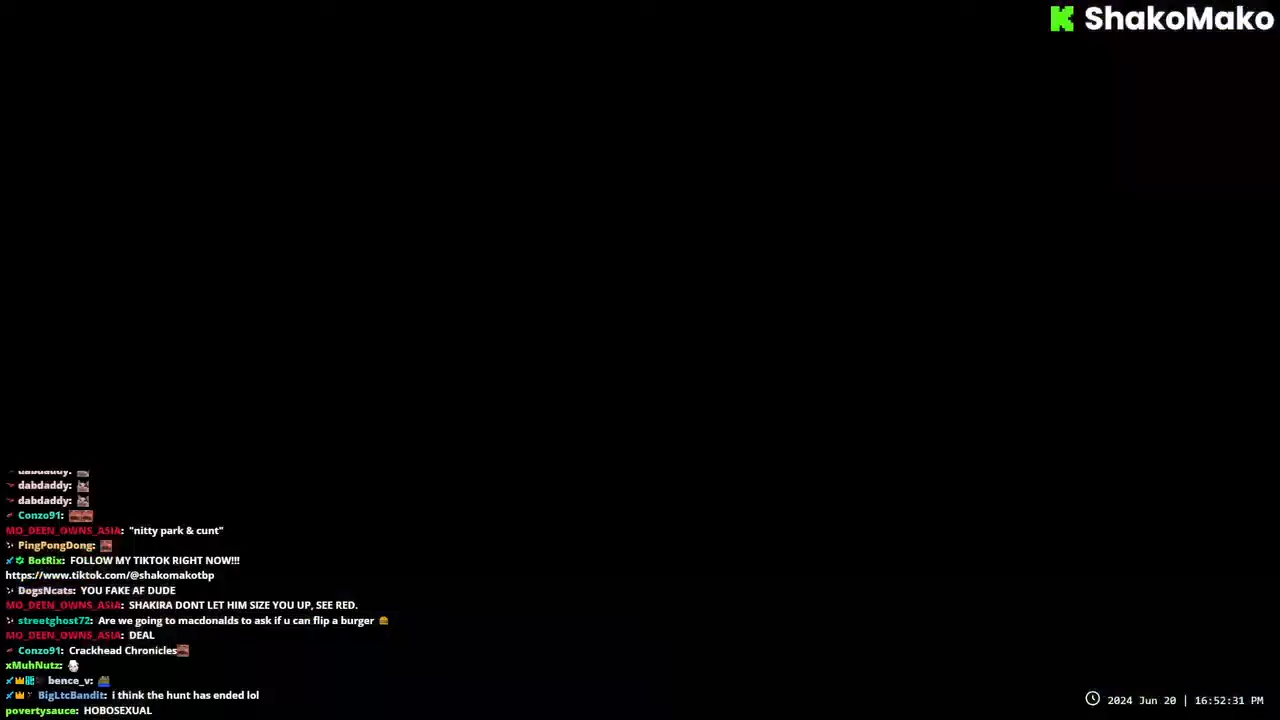 ShakoMako
dabdaddy:
dabdaddy:
dabdaddy:
Conzo91:
MO_DEEN_OWNS_ASIA: "nitty park & cunt"
PingPongDong:
BotRix: FOLLOW MY TIKTOK RIGHT NOW!!!
https://www.tiktok.com/@shakomakotbp
DogsNcats: YOU FAKE AF DUDE
MO_DEEN_OWNS_ASIA: SHAKIRA DONT LET HIM SIZE YOU UP, SEE RED.
streetghost72: Are we going to macdonalds to ask if u can flip a burger 🍔
MO_DEEN_OWNS_ASIA: DEAL
Conzo91: Crackhead Chronicles
xMuhNutz:
bence_v:
BigLtcBandit: i think the hunt has ended lol
povertysauce: HOBOSEXUAL
2024 Jun 20 | 16:52:31 PM